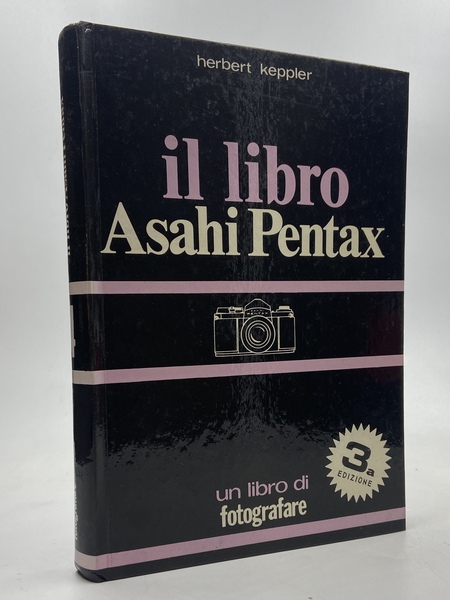 herbert keppler
il libro
Asahi Pentax
3a
EDIZIONE
un libro di
fotografare